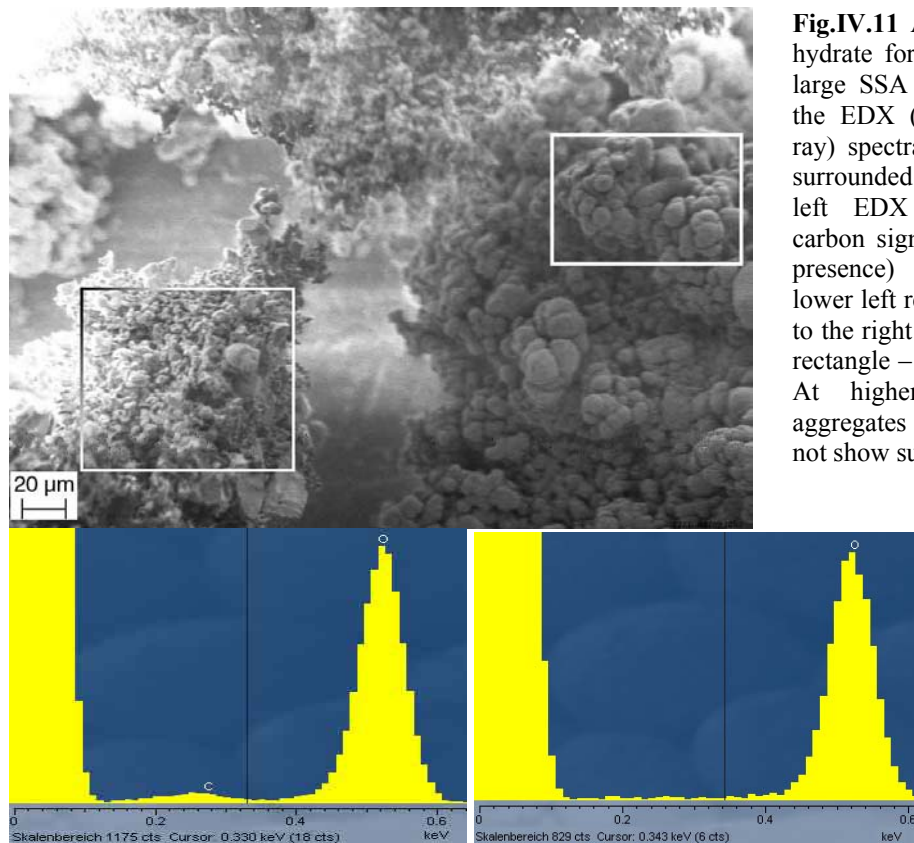 Fig.IV.11
hydrate for
large SSA
the EDX (
ray) spectra
surrounded
left EDX
carbon sign
presence)
lower left re
to the right
rectangle –
At higher
aggregates
not show su
20 µm
O
C
0 0.2 0.4 0.6
Skalenbereich 1175 cts Cursor: 0.330 keV (18 cts) keV
O
0 0.2 0.4 0.6
Skalenbereich 829 cts Cursor: 0.343 keV (6 cts) keV